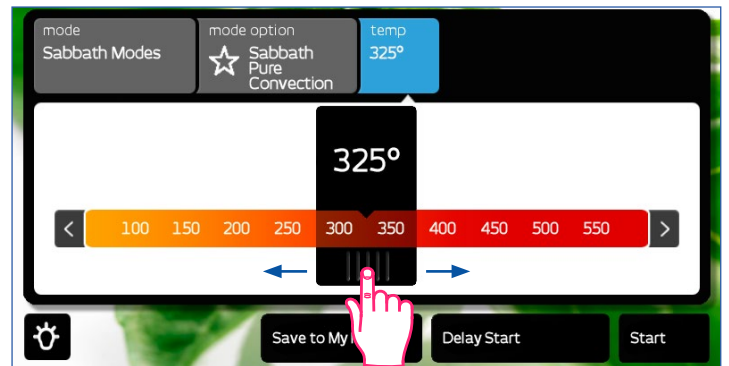 mode
Sabbath Modes
mode option
Sabbath
Pure
Convection
temp
325°
325°
100 150 200 250 300 350 400 450 500 550
Save to My
Delay Start
Start